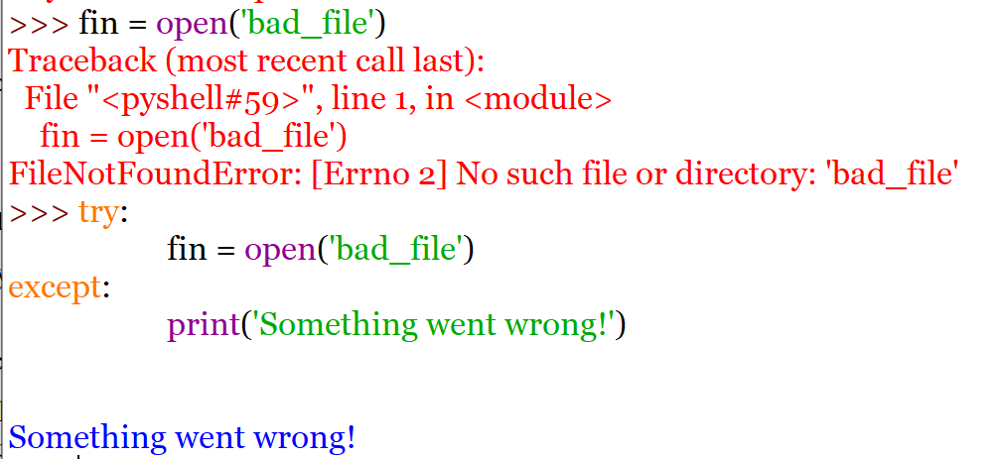 >>> fin = open('bad_file')
Traceback (most recent call last):
  File "<pyshell#59>", line 1, in <module>
    fin = open('bad_file')
FileNotFoundError: [Errno 2] No such file or directory: 'bad_file'
>>> try:
	fin = open('bad_file')
except:
	print('Something went wrong!')
Something went wrong!